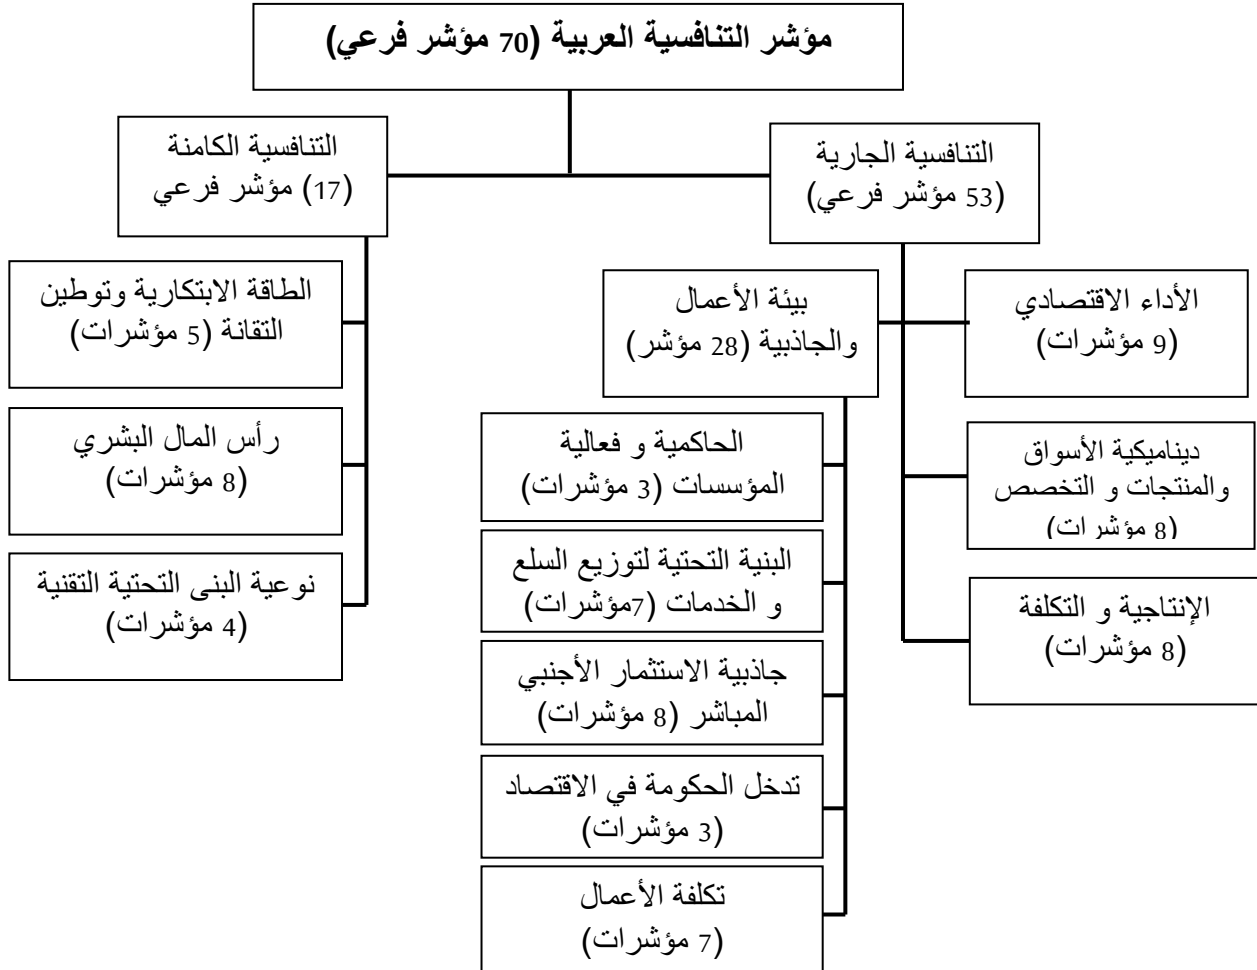 مؤشر التنافسية العربية (70 مؤشر فرعي)
التنافسية الجارية
(53 مؤشر فرعي)
التنافسية الكامنة
(17) مؤشر فرعي
الأداء الاقتصادي
(9 مؤشرات)
ديناميكية الأسواق
والمنتجات و التخصص
(8 مؤشرات)
الإنتاجية و التكلفة
(8 مؤشرات)
بيئة الأعمال
والجاذبية (28 مؤشر)
الحاكمية و فعالية
المؤسسات (3 مؤشرات)
البنية التحتية لتوزيع السلع
و الخدمات (7مؤشرات)
جاذبية الاستثمار الأجنبي
المباشر (8 مؤشرات)
تدخل الحكومة في الاقتصاد
(3 مؤشرات)
تكلفة الأعمال
(7 مؤشرات)
الطاقة الابتكارية وتوطين
التقانة (5 مؤشرات)
رأس المال البشري
(8 مؤشرات)
نوعية البنى التحتية التقنية
(4 مؤشرات)